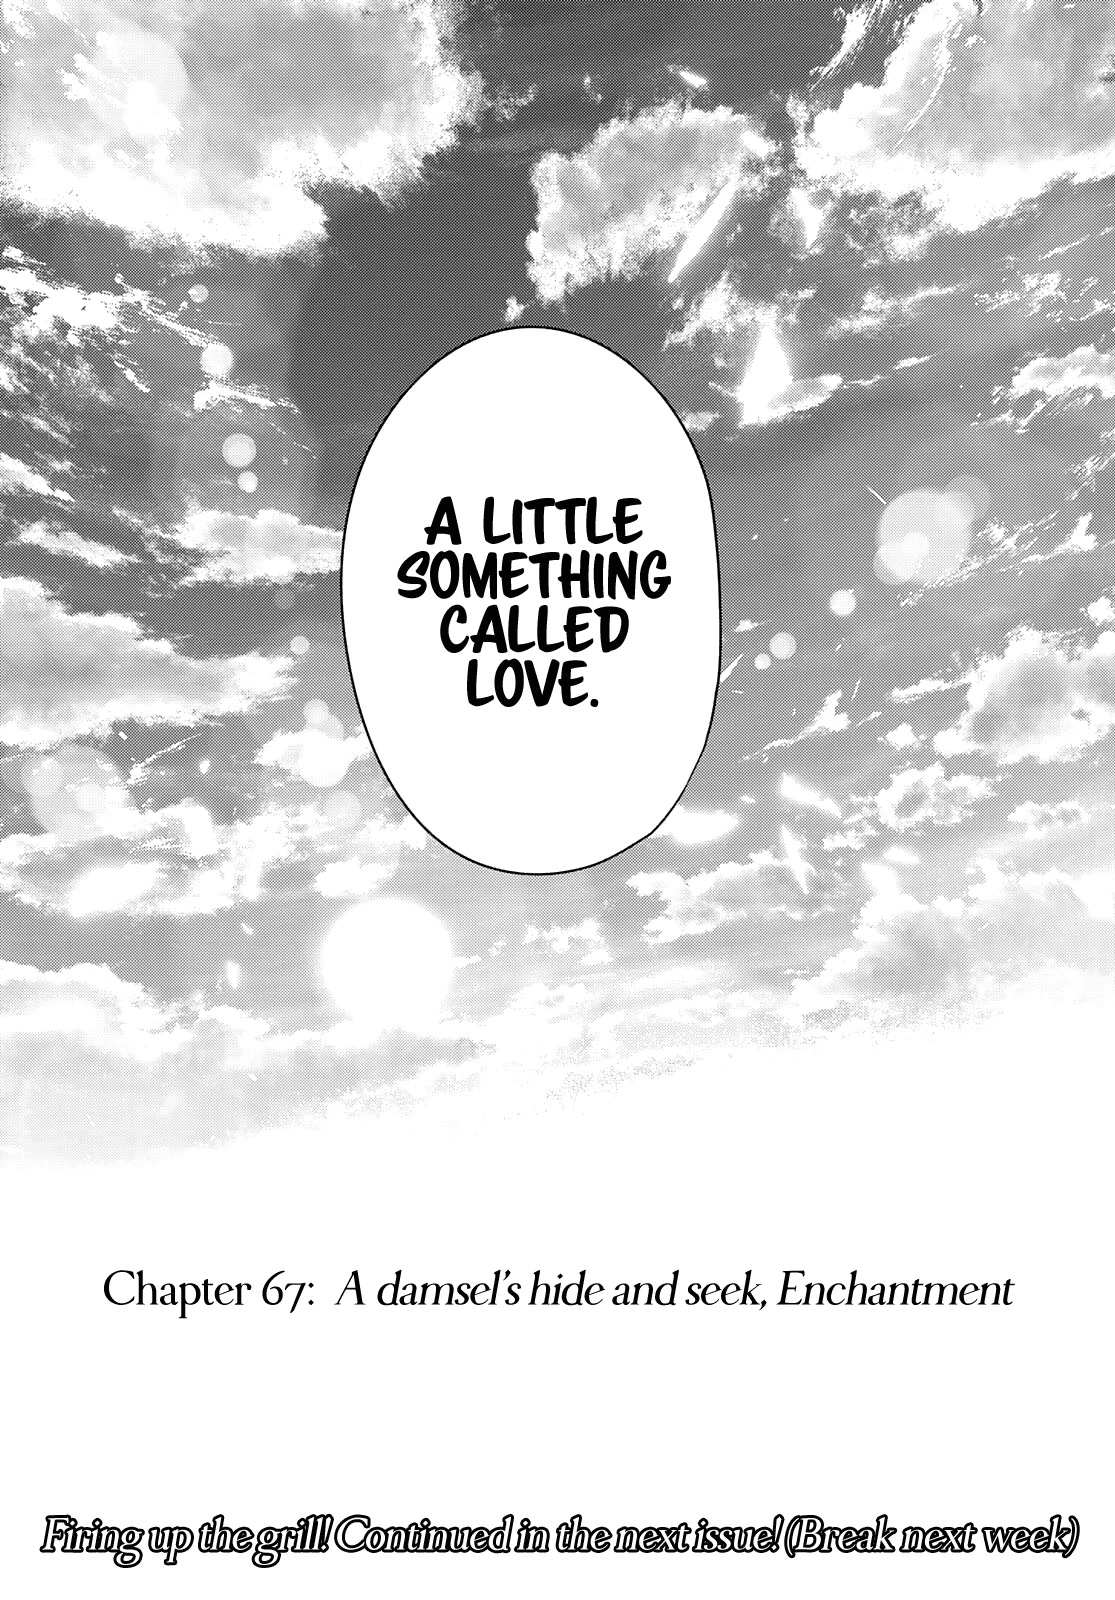 A LITTLE
SOMETHING
CALLED
LOVE.
Chapter 67: A damsel's hide and seek, Enchantment
Firing up the grill! Continued in the next issue! (Break next week)